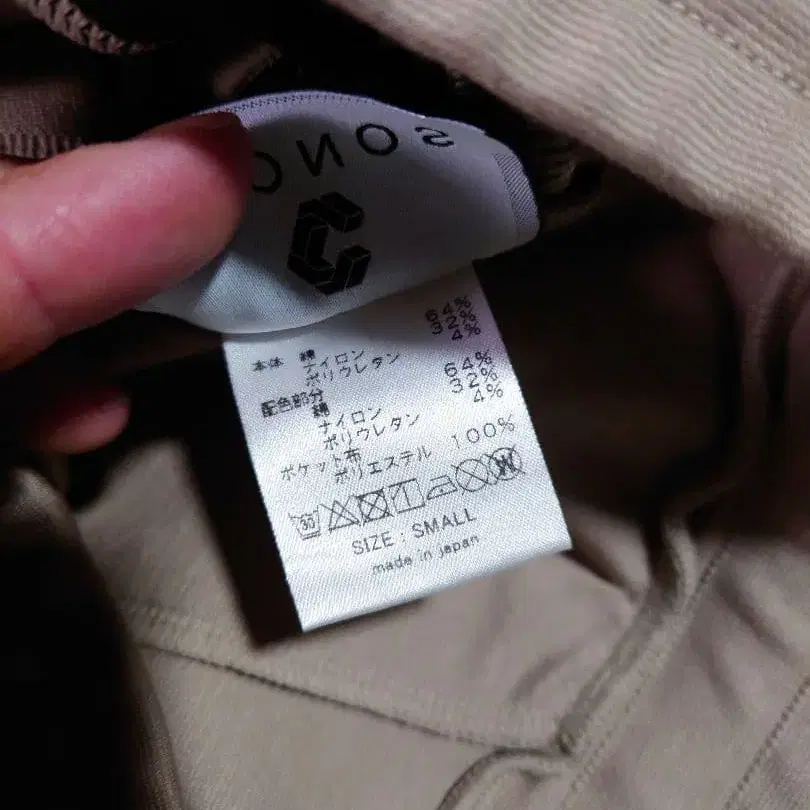 ONOS
本体 綿 64%
ナイロン 32%
ポリウレタン 4%
配色部分
綿 64%
ナイロン 32%
ポリウレタン 4%
ポケット布
ポリエステル 100%
30 W
SIZE : SMALL
made in japan